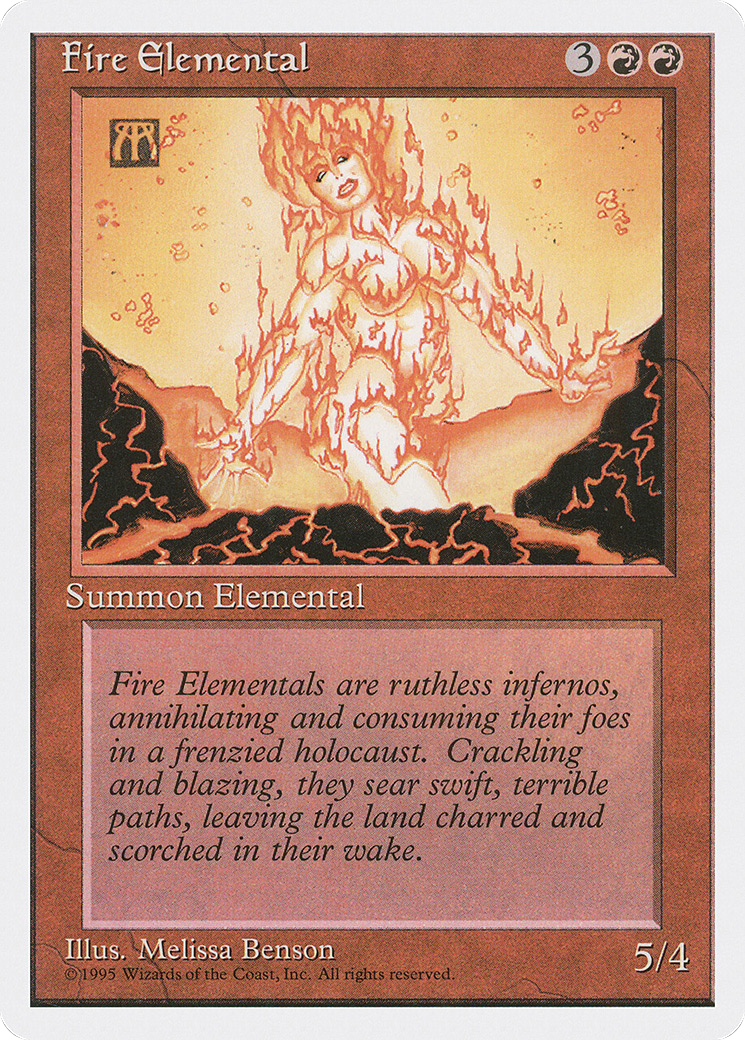 Fire Elemental
3
Summon Elemental
Fire Elementals are ruthless infernos,
annihilating and consuming their foes
in a frenzied holocaust. Crackling
and blazing, they sear swift, terrible
paths, leaving the land charred and
scorched in their wake.
Illus. Melissa Benson
5/4
©1995 Wizards of the Coast, Inc. All rights reserved.